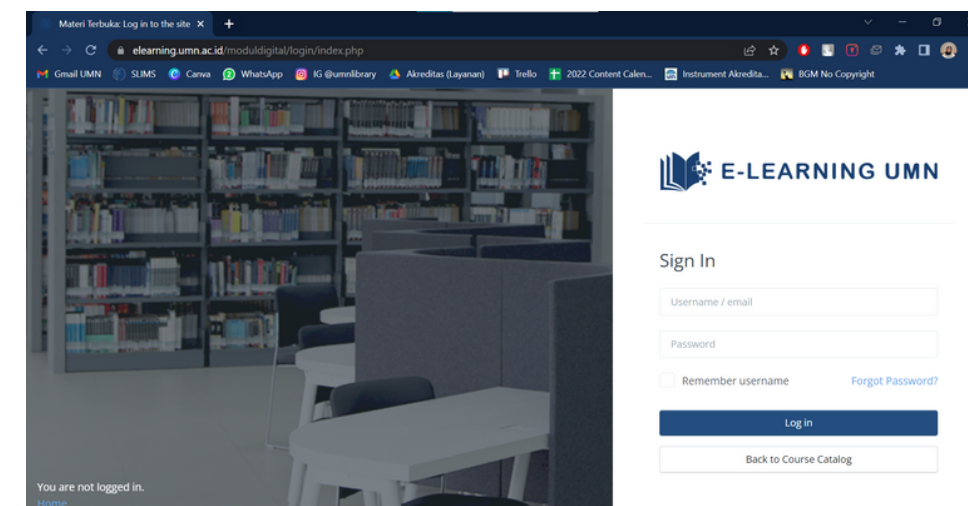 Materi Terbuka: Log in to the site
elearning.umn.ac.id/moduldigital/login/index.php
Gmail UMN SLIMS Canva WhatsApp IG @umnlibrary Akreditas (Layanan) Trello 2022 Content Calen... Instrument Akredita... BGM No Copyright
E-LEARNING UMN
Sign In
Username / email
Password
Remember username Forgot Password?
Log in
Back to Course Catalog
You are not logged in.
Home